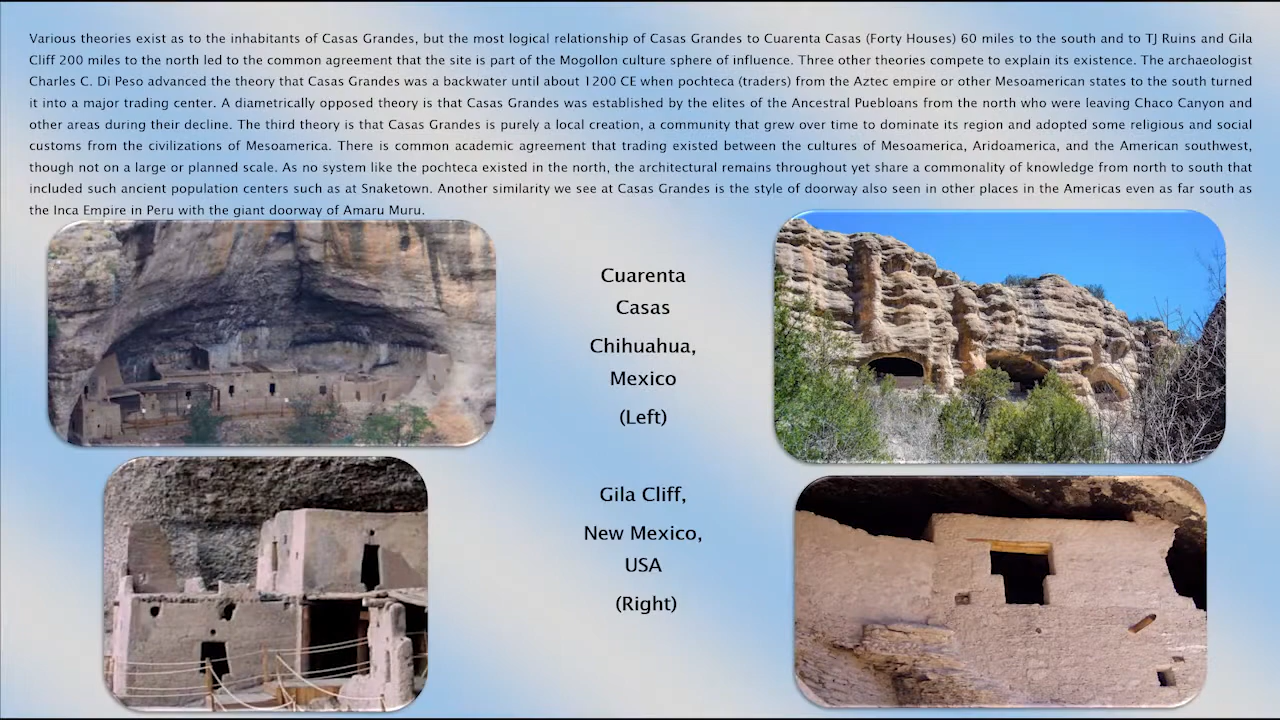 Various theories exist as to the inhabitants of Casas Grandes, but the most logical relationship of Casas Grandes to Cuarenta Casas (Forty Houses) 60 miles to the south and to TJ Ruins and Gila
Cliff 200 miles to the north led to the common agreement that the site is part of the Mogollon culture sphere of influence. Three other theories compete to explain its existence. The archaeologist
Charles C. Di Peso advanced the theory that Casas Grandes was a backwater until about 1200 CE when pochteca (traders) from the Aztec empire or other Mesoamerican states to the south turned
it into a major trading center. A diametrically opposed theory is that Casas Grandes was established by the elites of the Ancestral Puebloans from the north who were leaving Chaco Canyon and
other areas during their decline. The third theory is that Casas Grandes is purely a local creation, a community that grew over time to dominate its region and adopted some religious and social
customs from the civilizations of Mesoamerica. There is common academic agreement that trading existed between the cultures of Mesoamerica, Aridoamerica, and the American southwest,
though not on a large or planned scale. As no system like the pochteca existed in the north, the architectural remains throughout yet share a commonality of knowledge from north to south that
included such ancient population centers such as at Snaketown. Another similarity we see at Casas Grandes is the style of doorway also seen in other places in the Americas even as far south as
the Inca Empire in Peru with the giant doorway of Amaru Muru.
Cuarenta
Casas
Chihuahua,
Mexico
(Left)
Gila Cliff,
New Mexico,
USA
(Right)